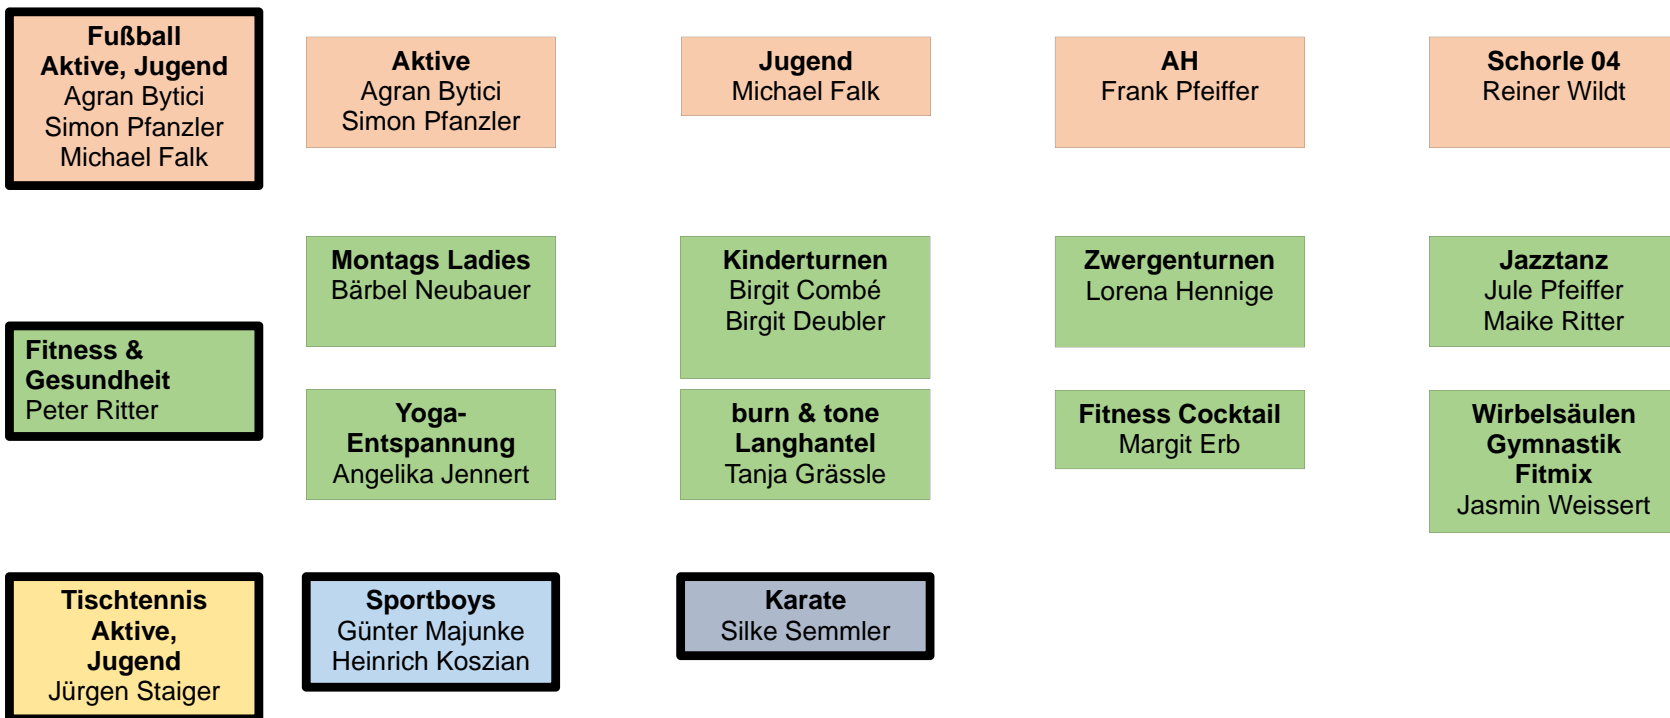 Fußball
Aktive, Jugend
Agran Bytici
Simon Pfanzler
Michael Falk
Aktive
Agran Bytici
Simon Pfanzler
Jugend
Michael Falk
AH
Frank Pfeiffer
Schorle 04
Reiner Wildt
Fitness &
Gesundheit
Peter Ritter
Montags Ladies
Bärbel Neubauer
Kinderturnen
Birgit Combé
Birgit Deubler
Zwergenturnen
Lorena Hennige
Jazztanz
Jule Pfeiffer
Maike Ritter
Yoga-
Entspannung
Angelika Jennert
burn & tone
Langhantel
Tanja Grässle
Fitness Cocktail
Margit Erb
Wirbelsäulen
Gymnastik
Fitmix
Jasmin Weissert
Tischtennis
Aktive,
Jugend
Jürgen Staiger
Sportboys
Günter Majunke
Heinrich Koszian
Karate
Silke Semmler